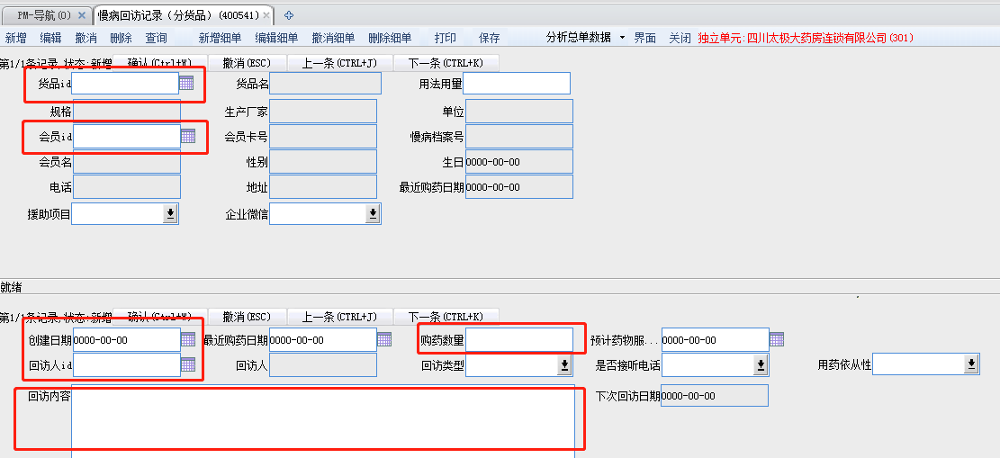 PM-导航(0) 慢病回访记录（分货品）(400541)
新增 编辑 撤消 删除 查询 新增细单 编辑细单 撤消细单 删除细单 打印 保存 分析总单数据 界面 关闭 独立单元:四川太极大药房连锁有限公司(301)
第1/1条记录,状态:新增 确认(Ctrl+W) 撤消(ESC) 上一条(CTRL+J) 下一条(CTRL+K)
货品id 货品名 用法用量
规格 生产厂家 单位
会员id 会员卡号 慢病档案号
会员名 性别 生日 0000-00-00
电话 地址 最近购药日期 0000-00-00
援助项目 企业微信
就绪
第1/1条记录,状态:新增 确认(Ctrl+W) 撤消(ESC) 上一条(CTRL+J) 下一条(CTRL+K)
创建日期 0000-00-00 最近购药日期 0000-00-00 购药数量 预计药物服... 0000-00-00
回访人id 回访人 回访类型 是否接听电话 用药依从性
回访内容 下次回访日期 0000-00-00